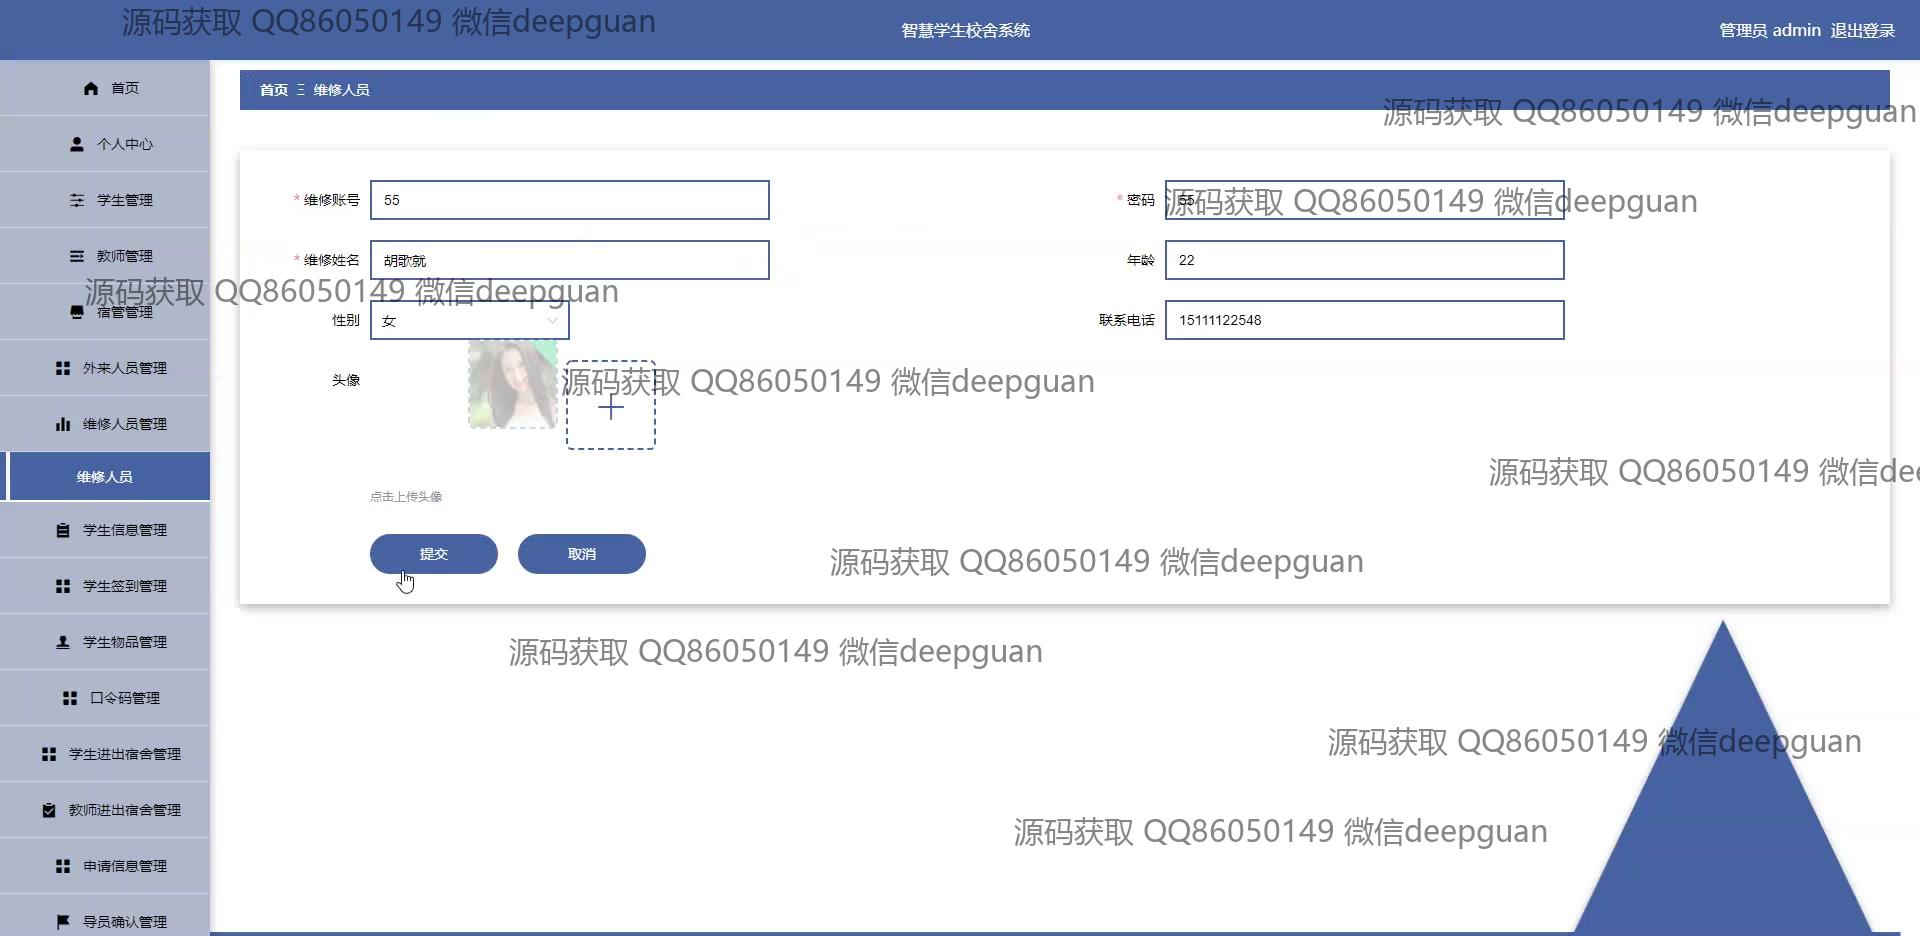 源码获取 QQ86050149 微信deepguan
智慧学生校舍系统
管理员 admin 退出登录
首页
个人中心
学生管理
教师管理
宿管管理
外来人员管理
维修人员管理
维修人员
学生信息管理
学生签到管理
学生物品管理
口令码管理
学生进出宿舍管理
教师进出宿舍管理
申请信息管理
导员确认管理
首页 Ξ 维修人员
源码获取 QQ86050149 微信deepguan
* 维修账号 55
* 密码 55
源码获取 QQ86050149 微信deepguan
* 维修姓名 胡歌就
年龄 22
源码获取 QQ86050149 微信deepguan
性别 女
联系电话 15111122548
头像
源码获取 QQ86050149 微信deepguan
源码获取 QQ86050149 微信dee
点击上传头像
提交 取消
源码获取 QQ86050149 微信deepguan
源码获取 QQ86050149 微信deepguan
源码获取 QQ86050149 微信deepguan
源码获取 QQ86050149 微信deepguan